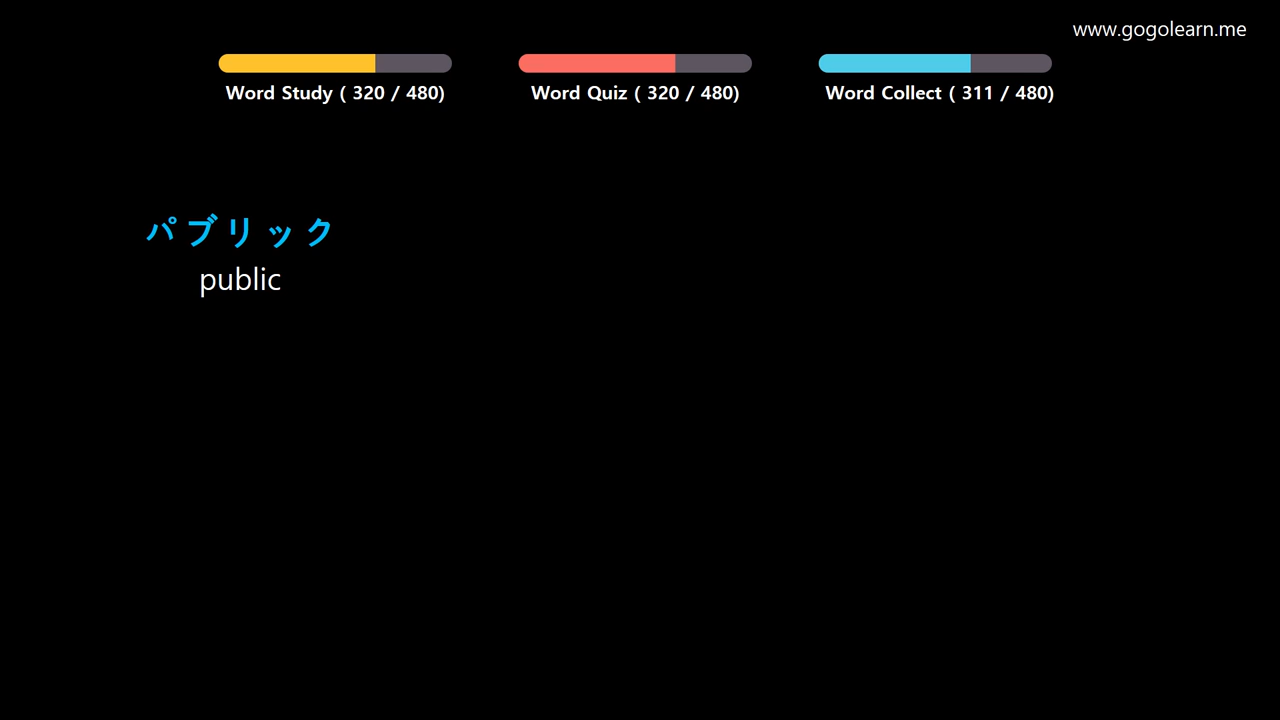 www.gogolearn.me
Word Study ( 320 / 480)
Word Quiz ( 320 / 480)
Word Collect ( 311 / 480)
パブリック
public